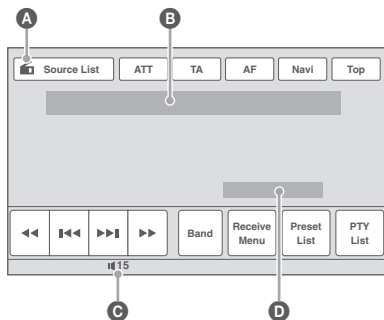 A B
Source List ATT TA AF Navi Top
Band Receive Menu Preset List PTY List
15
C D